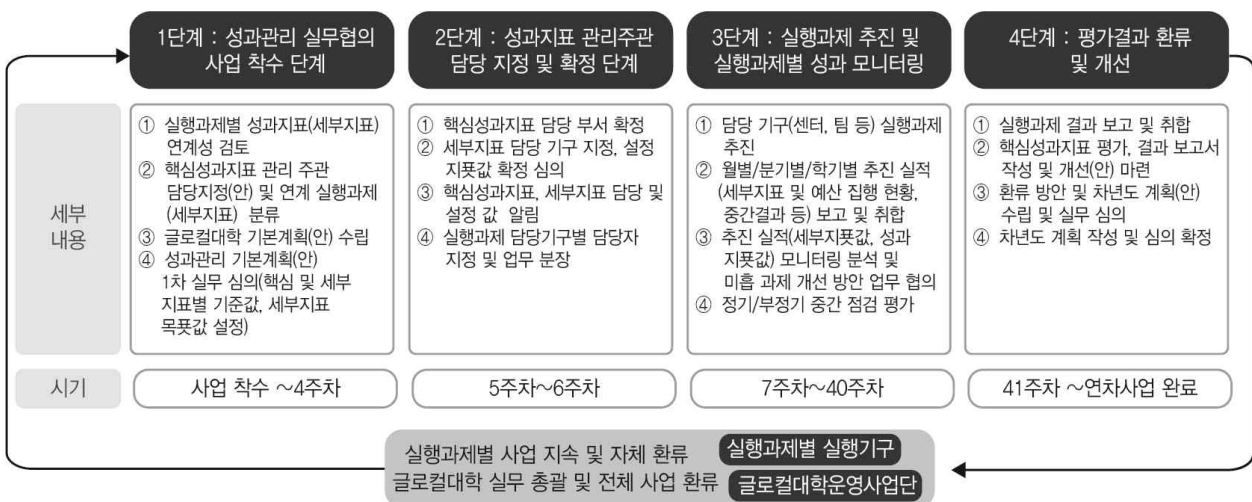 1단계 : 성과관리 실무협의
사업 착수 단계
2단계 : 성과지표 관리주관
담당 지정 및 확정 단계
3단계 : 실행과제 추진 및
실행과제별 성과 모니터링
4단계 : 평가결과 환류
및 개선
세부
내용
① 실행과제별 성과지표(세부지표)
연계성 검토
② 핵심성과지표 관리 주관
담당지정(안) 및 연계 실행과제
(세부지표) 분류
③ 글로컬대학 기본계획(안) 수립
④ 성과관리 기본계획(안)
1차 실무 심의(핵심 및 세부
지표별 기준값, 세부지표
목푯값 설정)
① 핵심성과지표 담당 부서 확정
② 세부지표 담당 기구 지정, 설정
지푯값 확정 심의
③ 핵심성과지표, 세부지표 담당 및
설정 값 알림
④ 실행과제 담당기구별 담당자
지정 및 업무 분장
① 담당 기구(센터, 팀 등) 실행과제
추진
② 월별/분기별/학기별 추진 실적
(세부지표 및 예산 집행 현황,
중간결과 등) 보고 및 취합
③ 추진 실적(세부지푯값, 성과
지푯값) 모니터링 분석 및
미흡 과제 개선 방안 업무 협의
④ 정기/부정기 중간 점검 평가
① 실행과제 결과 보고 및 취합
② 핵심성과지표 평가, 결과 보고서
작성 및 개선(안) 마련
③ 환류 방안 및 차년도 계획(안)
수립 및 실무 심의
④ 차년도 계획 작성 및 심의 확정
시기
사업 착수 ~4주차
5주차~6주차
7주차~40주차
41주차 ~연차사업 완료
실행과제별 사업 지속 및 자체 환류 실행과제별 실행기구
글로컬대학 실무 총괄 및 전체 사업 환류 글로컬대학운영사업단